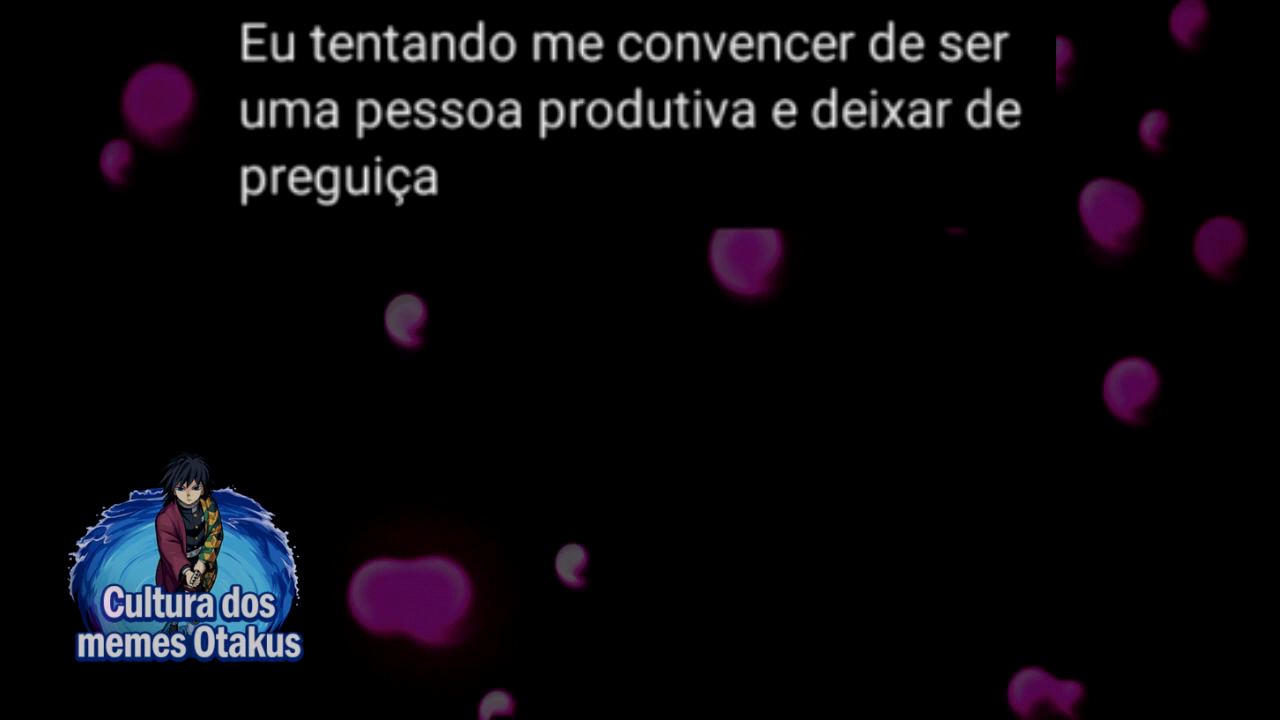 Eu tentando me convencer de ser
uma pessoa produtiva e deixar de
preguiça
Cultura dos
memes Otakus